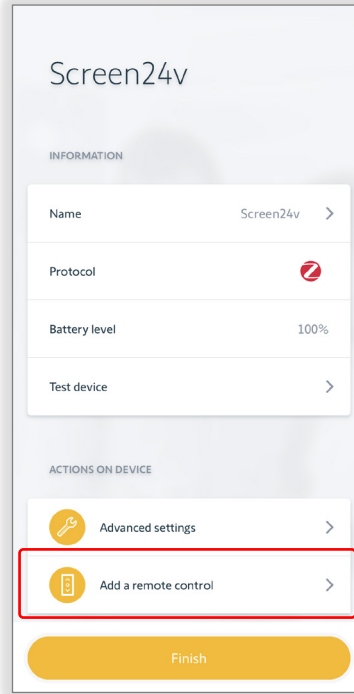 Screen24v
INFORMATION
Name Screen24v
Protocol
Battery level 100%
Test device
ACTIONS ON DEVICE
Advanced settings
Add a remote control
Finish